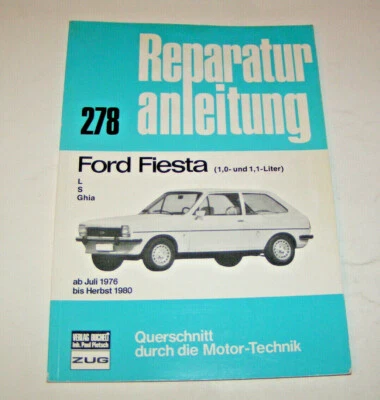 Reparatur
anleitung
278
Ford Fiesta (1,0- und 1,1-Liter)
L
S
Ghia
ab Juli 1976
bis Herbst 1980
VERLAG BUCHELI
Inh. Paul Pietsch
ZUG
Querschnitt
durch die Motor-Technik